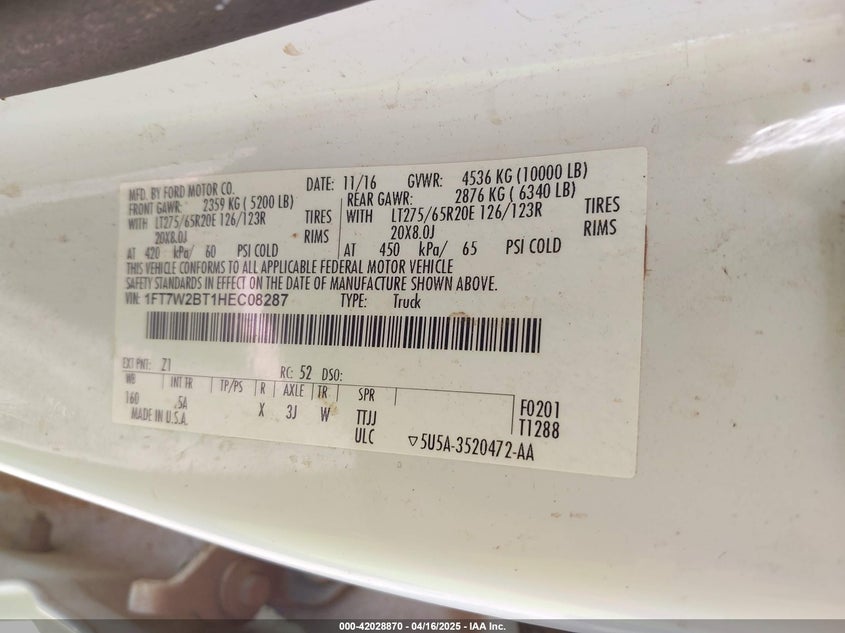 MFD. BY FORD MOTOR CO. DATE: 11/16 GVWR: 4536 KG (10000 LB)
FRONT GAWR: 2359 KG ( 5200 LB) REAR GAWR: 2876 KG ( 6340 LB)
WITH LT275/65R20E 126/123R TIRES WITH LT275/65R20E 126/123R TIRES
20X8.0J RIMS 20X8.0J RIMS
AT 420 kPa/ 60 PSI COLD AT 450 kPa/ 65 PSI COLD
THIS VEHICLE CONFORMS TO ALL APPLICABLE FEDERAL MOTOR VEHICLE
SAFETY STANDARDS IN EFFECT ON THE DATE OF MANUFACTURE SHOWN ABOVE.
VIN: 1FT7W2BT1HEC08287 TYPE: Truck
EXT PNT: Z1 RC: 52 DSO:
WB INT TR TP/PS R AXLE TR SPR
160 .5A X 3J W TTJJ F0201
MADE IN U.S.A. ULC T1288
▽5U5A-3520472-AA
000-42028870 - 04/16/2025 - IAA Inc.